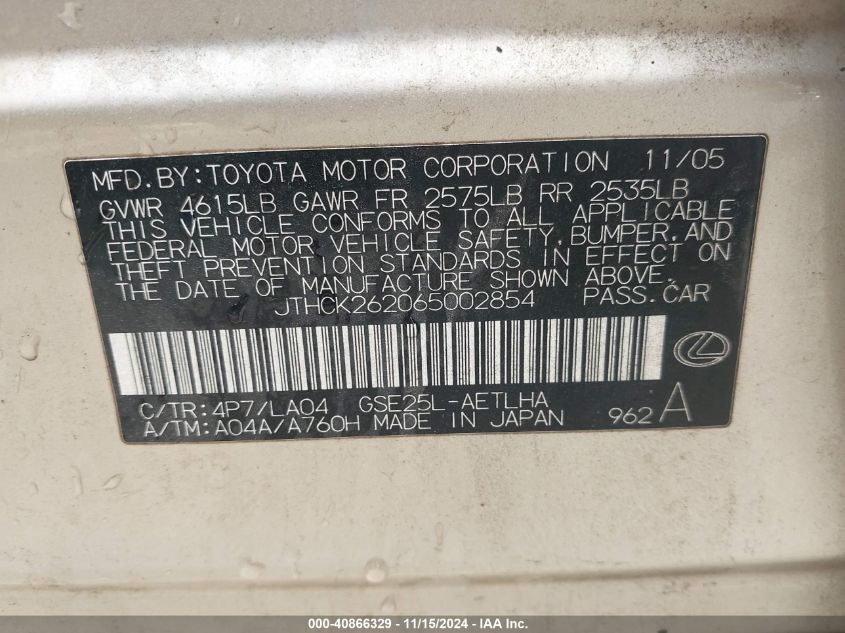 MFD.BY:TOYOTA MOTOR CORPORATION 11/05
GVWR 4615LB GAWR FR 2575LB RR 2535LB
THIS VEHICLE CONFORMS TO ALL APPLICABLE
FEDERAL MOTOR VEHICLE SAFETY, BUMPER, AND
THEFT PREVENTION STANDARDS IN EFFECT ON
THE DATE OF MANUFACTURE SHOWN ABOVE.
JTHCK262065002854 PASS.CAR
C/TR:4P7/LA04 GSE25L-AETLHA
A/TM:A04A/A760H MADE IN JAPAN 962 A
000-40866329 - 11/15/2024 - IAA Inc.